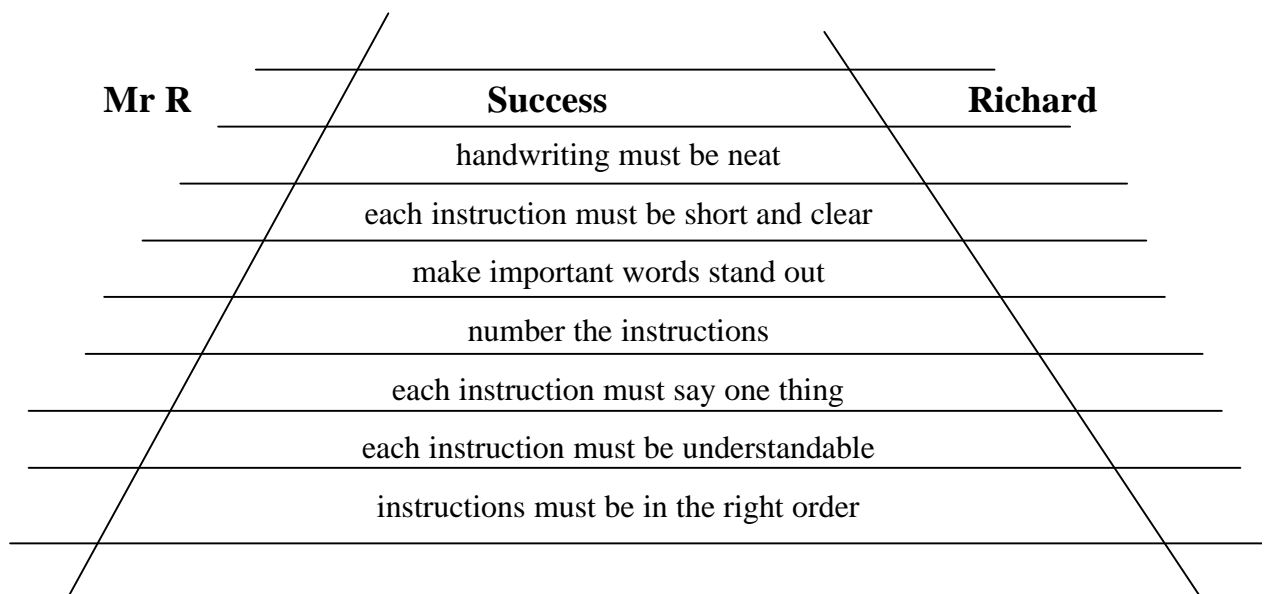 Mr R Success Richard
handwriting must be neat
each instruction must be short and clear
make important words stand out
number the instructions
each instruction must say one thing
each instruction must be understandable
instructions must be in the right order